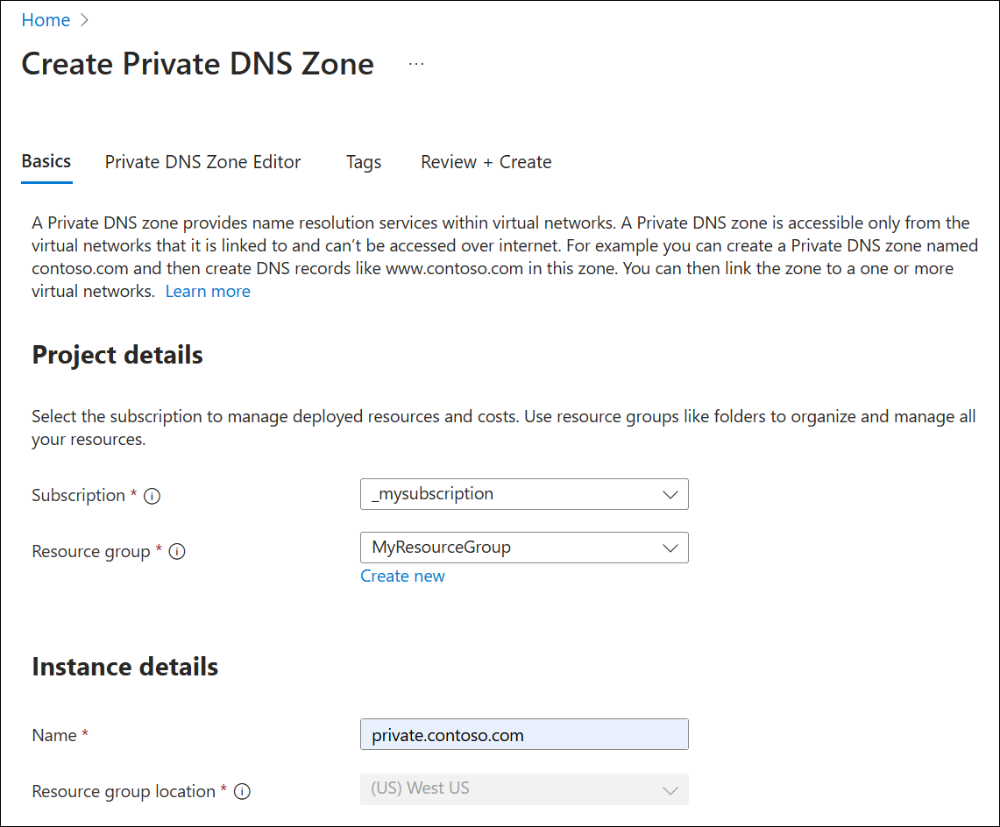 Home
Create Private DNS Zone ...
Basics Private DNS Zone Editor Tags Review + Create
A Private DNS zone provides name resolution services within virtual networks. A Private DNS zone is accessible only from the
virtual networks that it is linked to and can’t be accessed over internet. For example you can create a Private DNS zone named
contoso.com and then create DNS records like www.contoso.com in this zone. You can then link the zone to a one or more
virtual networks. Learn more
Project details
Select the subscription to manage deployed resources and costs. Use resource groups like folders to organize and manage all
your resources.
Subscription * _mysubscription
Resource group * MyResourceGroup
Create new
Instance details
Name * private.contoso.com
Resource group location * (US) West US